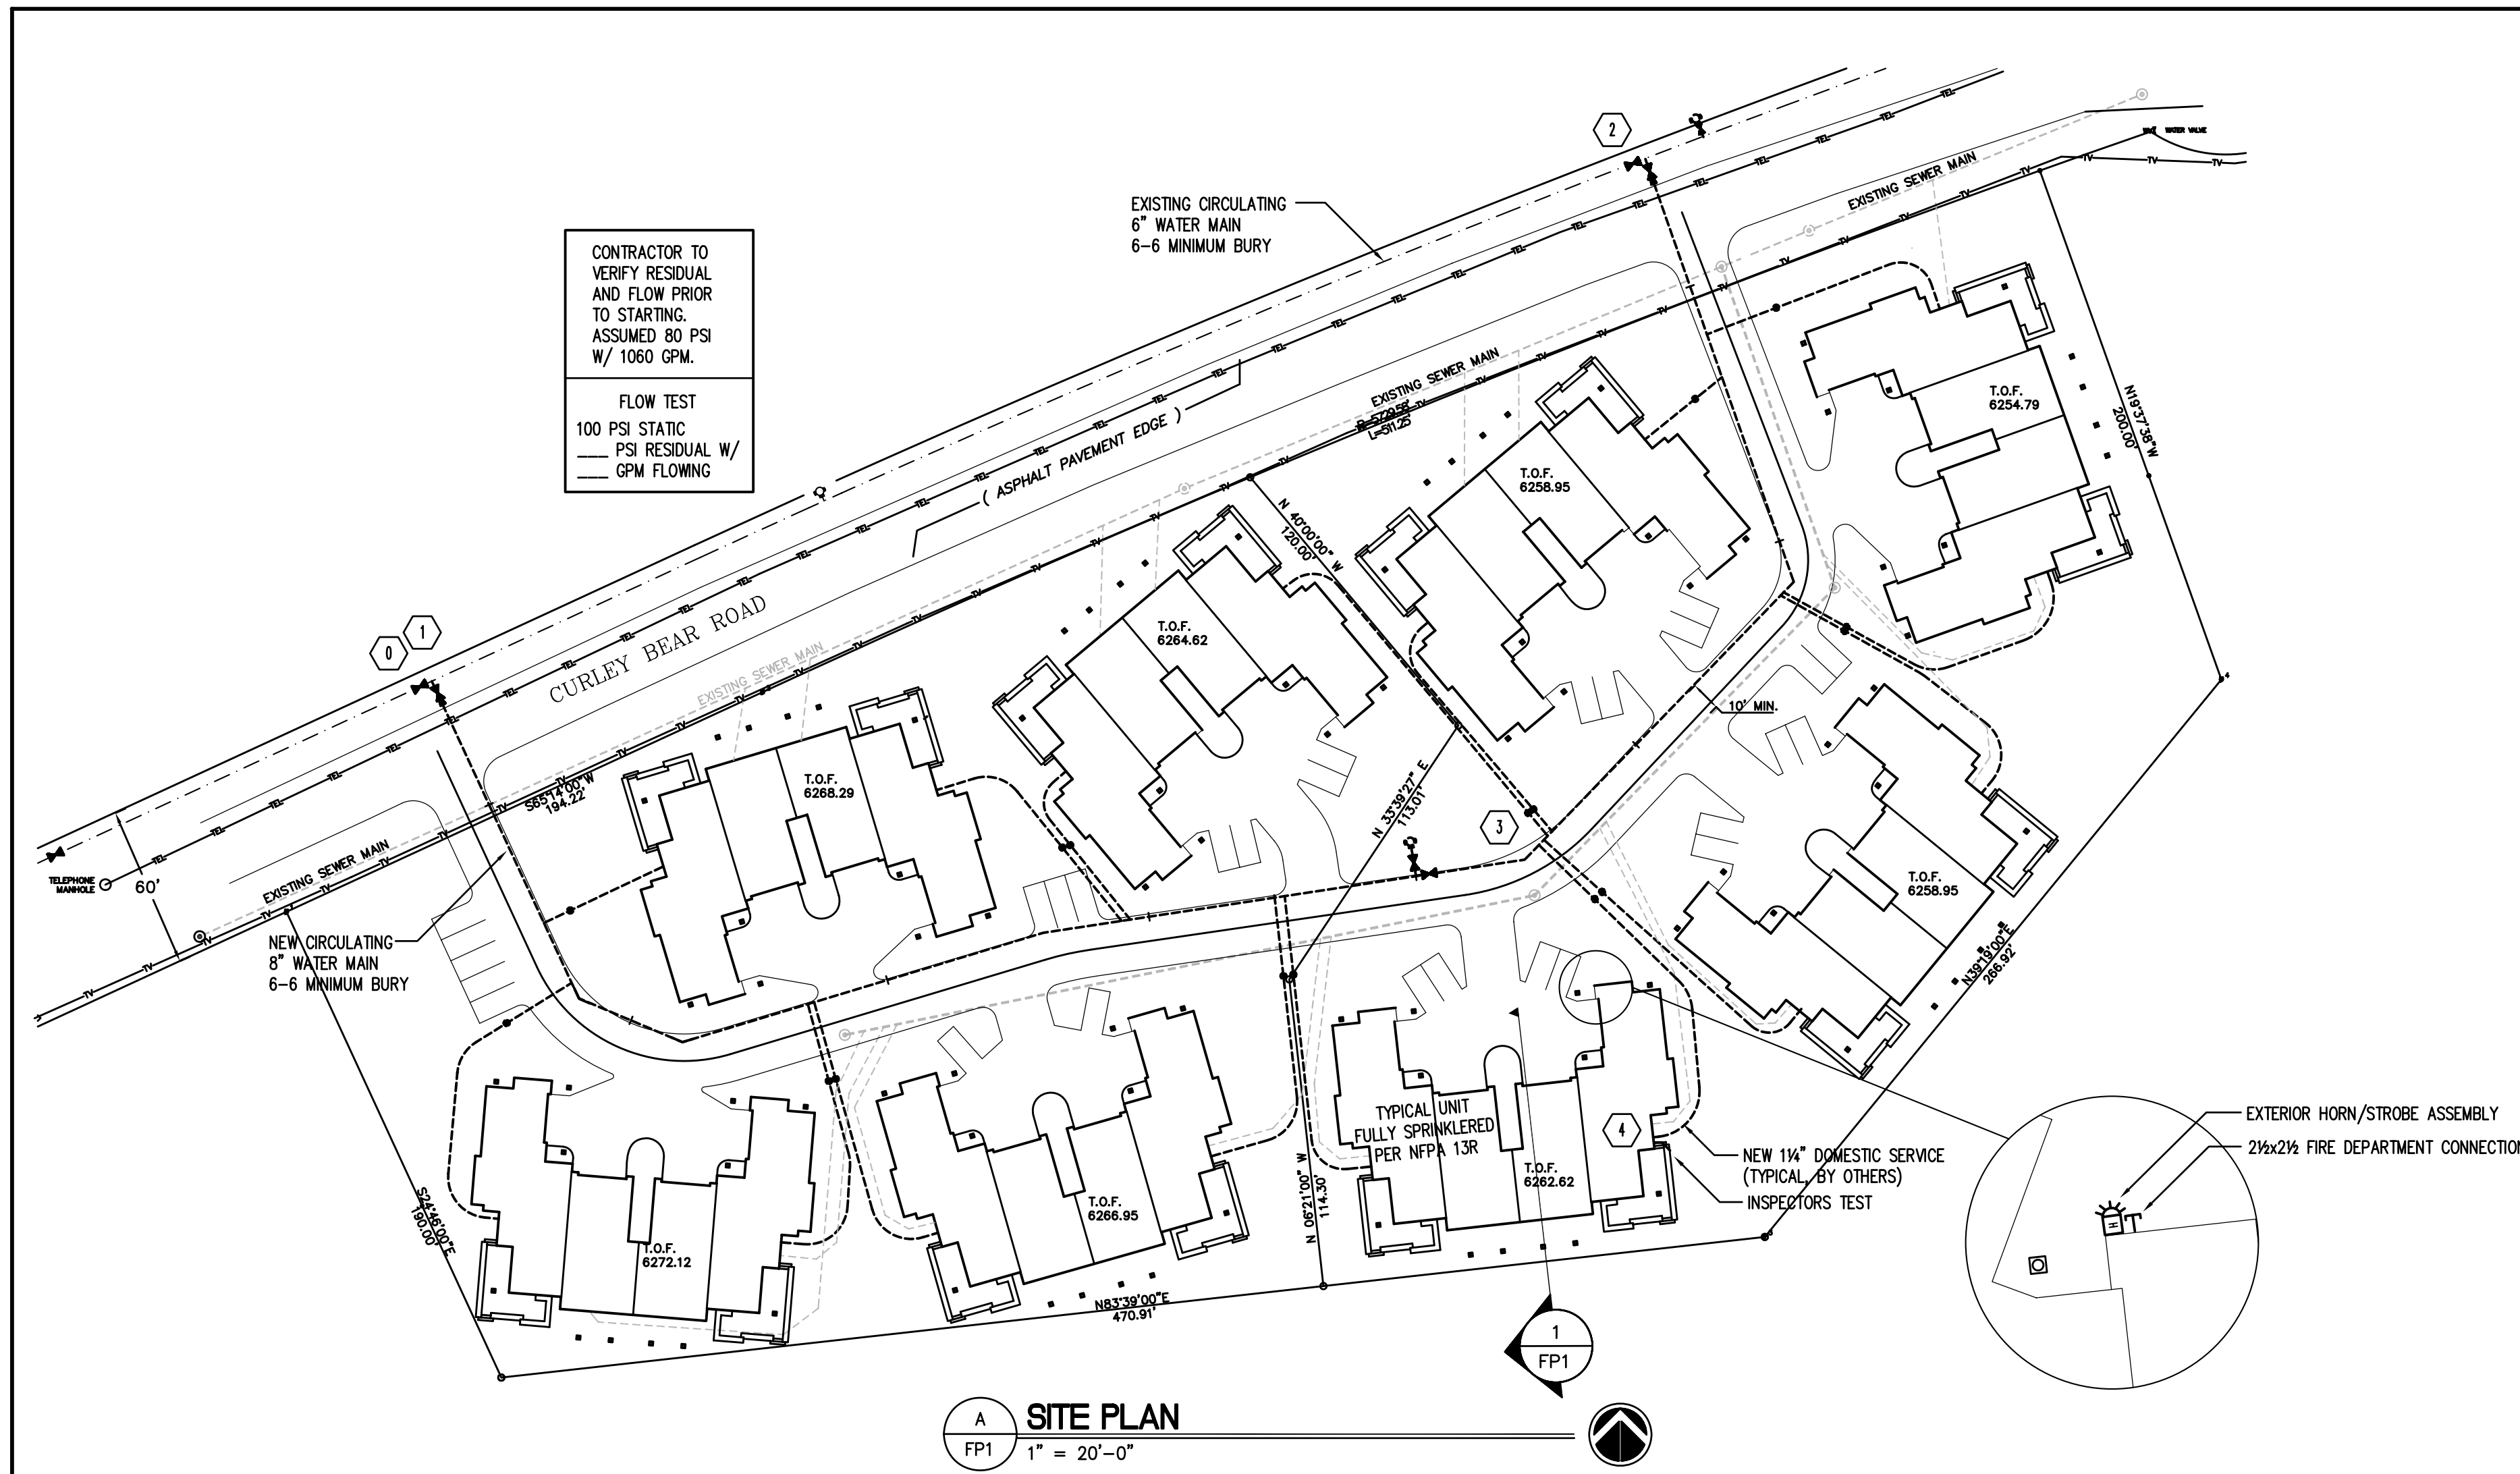 2
WATER VALVE
EXISTING SEWER MAIN
EXISTING CIRCULATING
6" WATER MAIN
6-6 MINIMUM BURY
CONTRACTOR TO
VERIFY RESIDUAL
AND FLOW PRIOR
TO STARTING.
ASSUMED 80 PSI
W/ 1060 GPM.
FLOW TEST
100 PSI STATIC
___ PSI RESIDUAL W/
___ GPM FLOWING
EXISTING SEWER MAIN
R=5729.58'
L=511.25'
( ASPHALT PAVEMENT EDGE )
T.O.F.
6254.79
N19°37'38"W
200.00'
T.O.F.
6258.95
N 40°00'00" W
120.00'
T.O.F.
6264.62
0
1
CURLEY BEAR ROAD
EXISTING SEWER MAIN
10' MIN.
T.O.F.
6268.29
S65°14'00"W
194.22'
N 33°39'27" E
113.01'
3
TELEPHONE
MANHOLE
60'
EXISTING SEWER MAIN
T.O.F.
6258.95
N39°19'00"E
266.92'
NEW CIRCULATING
8" WATER MAIN
6-6 MINIMUM BURY
TYPICAL UNIT
FULLY SPRINKLERED
PER NFPA 13R
4
T.O.F.
6262.62
NEW 1¼" DOMESTIC SERVICE
(TYPICAL, BY OTHERS)
INSPECTORS TEST
EXTERIOR HORN/STROBE ASSEMBLY
2½x2½ FIRE DEPARTMENT CONNECTION
H
N 06°21'00" W
114.30'
T.O.F.
6266.95
S24°46'00"E
190.00'
T.O.F.
6272.12
N83°39'00"E
470.91'
1
FP1
A
FP1
SITE PLAN
1" = 20'-0"
TEL
TV